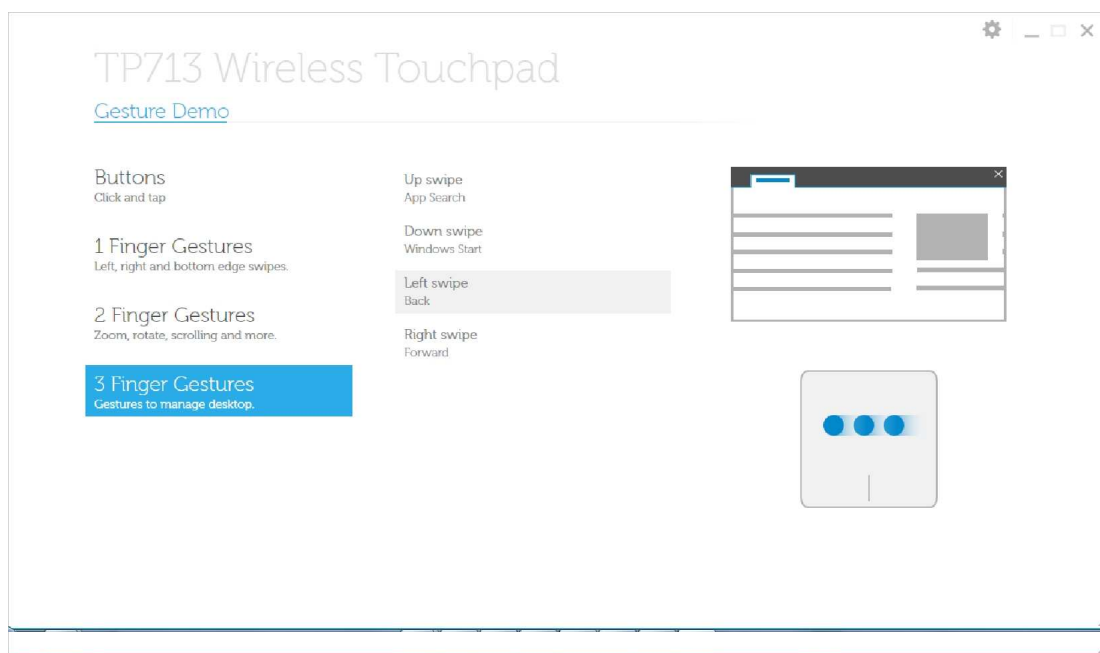 TP713 Wireless Touchpad
Gesture Demo
Buttons
Click and tap
1 Finger Gestures
Left, right and bottom edge swipes.
2 Finger Gestures
Zoom, rotate, scrolling and more.
3 Finger Gestures
Gestures to manage desktop.
Up swipe
App Search
Down swipe
Windows Start
Left swipe
Back
Right swipe
Forward